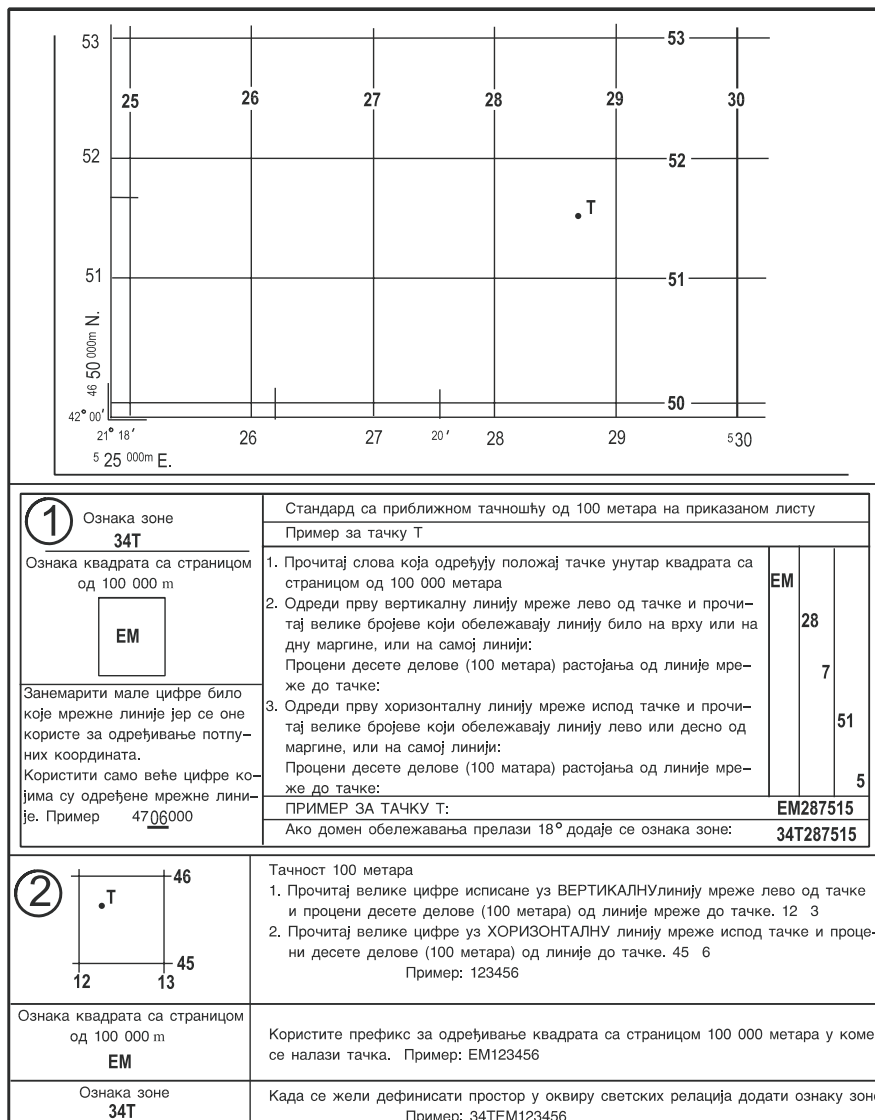 53
53
25
26
27
28
29
30
52
52
T
51
51
46 50 000m N.
50
42° 00′
21° 18′
26
27
20′
28
29
530
5 25 000m E.
1
Ознака зоне
34T
Ознака квадрата са страницом
од 100 000 m
EM
Занемарити мале цифре било
које мрежне линије јер се оне
користе за одређивање потпу–
них координата.
Користити само веће цифре ко–
јима су одређене мрежне лини–
је. Пример 4706000
Стандард са приближном тачношћу од 100 метара на приказаном листу
Пример за тачку Т
1. Прочитај слова која одређују положај тачке унутар квадрата са
страницом од 100 000 метара
EM
2. Одреди прву вертикалну линију мреже лево од тачке и прочи–
тај велике бројеве који обележавају линију било на врху или на
дну маргине, или на самој линији:
28
Процени десете делове (100 метара) растојања од линије мре–
же до тачке:
7
3. Одреди прву хоризонталну линију мреже испод тачке и прочи–
тај велике бројеве који обележавају линију лево или десно од
маргине, или на самој линији:
51
Процени десете делове (100 матара) растојања од линије мре–
же до тачке:
5
ПРИМЕР ЗА ТАЧКУ Т: EM287515
Ако домен обележавања прелази 18° додаје се ознака зоне: 34T287515
2
46
T
45
12
13
Тачност 100 метара
1. Прочитај велике цифре исписане уз ВЕРТИКАЛНУлинију мреже лево од тачке
и процени десете делове (100 метара) од линије мреже до тачке. 12 3
2. Прочитај велике цифре уз ХОРИЗОНТАЛНУ линију мреже испод тачке и проце–
ни десете делове (100 метара) од линије до тачке. 45 6
Пример: 123456
Ознака квадрата са страницом
од 100 000 m
EM
Користите префикс за одређивање квадрата са страницом 100 000 метара у коме
се налази тачка. Пример: EM123456
Ознака зоне
34T
Када се жели дефинисати простор у оквиру светских релација додати ознаку зоне
Пример: 34TEM123456